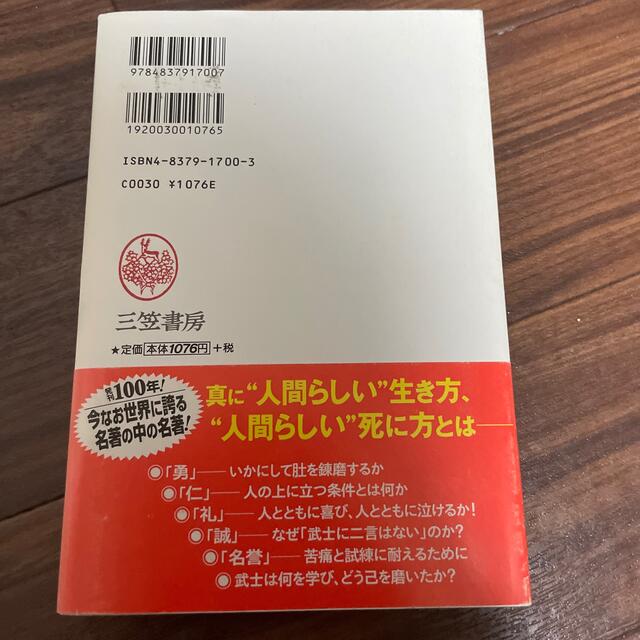 9784837917007
1920030010765
ISBN4-8379-1700-3
C0030 ¥1076E
三笠書房
★定価 本体1076円 +税
発刊100年!
今なお世界に誇る
名著の中の名著!
真に“人間らしい”生き方、
“人間らしい”死に方とは——
●「勇」—— いかにして肚を錬磨するか
●「仁」—— 人の上に立つ条件とは何か
●「礼」—— 人とともに喜び、人とともに泣けるか!
●「誠」—— なぜ「武士に二言はない」のか?
●「名誉」—— 苦痛と試練に耐えるために
●武士は何を学び、どう己を磨いたか?